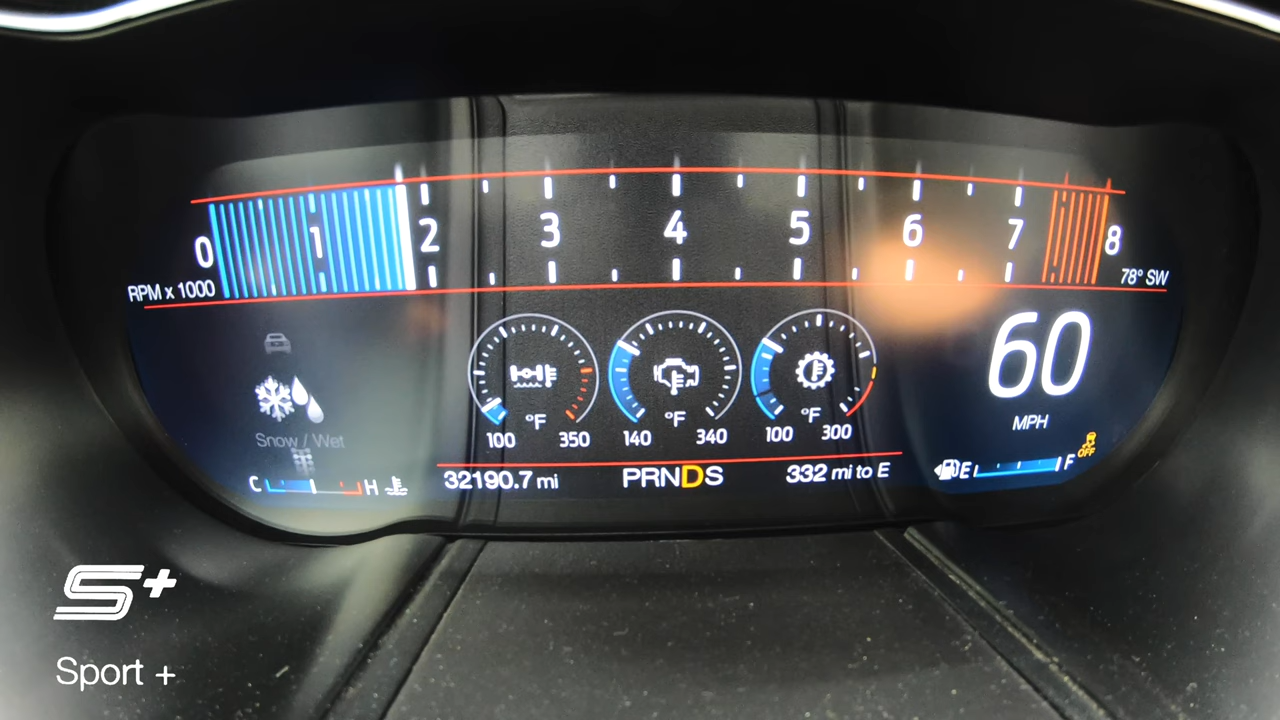 0 1 2 3 4 5 6 7 8
RPM x 1000
78° SW
60
MPH
°F
100 350
°F
140 340
°F
100 300
Snow / Wet
C H
E F
OFF
32190.7 mi
PRNDS
332 mi to E
S+
Sport +